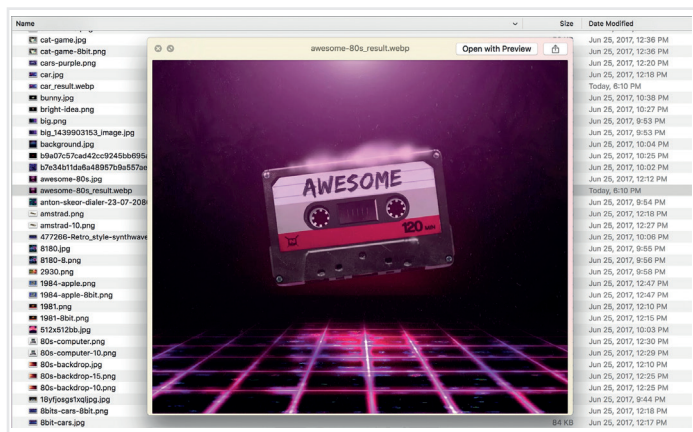 Name Size Date Modified
cat-game.jpg Jun 25, 2017, 12:36 PM
cat-game-8bit.png Jun 25, 2017, 12:36 PM
cars-purple.png Jun 25, 2017, 12:20 PM
car.jpg Jun 25, 2017, 12:18 PM
car_result.webp Today, 6:10 PM
bunny.jpg Jun 25, 2017, 10:38 PM
bright-idea.png Jun 25, 2017, 10:27 PM
big.png Jun 25, 2017, 9:53 PM
big_1439903153_image.jpg Jun 25, 2017, 9:53 PM
background.jpg Jun 25, 2017, 10:04 PM
b9a07c57cad42cc9245bb695 Jun 25, 2017, 10:25 PM
b7e34b11da6a48957b9a557ae Jun 25, 2017, 10:02 PM
awesome-80s.jpg Jun 25, 2017, 12:12 PM
awesome-80s_result.webp Today, 6:10 PM
anton-skeor-dialer-23-07-208 Jun 25, 2017, 9:54 PM
amstrad.png Jun 25, 2017, 12:18 PM
amstrad-10.png Jun 25, 2017, 12:27 PM
477266-Retro_style-synthwave Jun 25, 2017, 10:06 PM
8180.jpg Jun 25, 2017, 9:55 PM
8180-8.png Jun 25, 2017, 9:56 PM
2930.png Jun 25, 2017, 9:58 PM
1984-apple.png Jun 25, 2017, 12:47 PM
1984-apple-8bit.png Jun 25, 2017, 12:47 PM
1981.png Jun 25, 2017, 12:10 PM
1981-8bit.png Jun 25, 2017, 12:15 PM
512x512bb.jpg Jun 25, 2017, 10:03 PM
80s-computer.png Jun 25, 2017, 12:30 PM
80s-computer-10.png Jun 25, 2017, 12:29 PM
80s-backdrop.jpg Jun 25, 2017, 12:10 PM
80s-backdrop-15.png Jun 25, 2017, 12:25 PM
80s-backdrop-10.png Jun 25, 2017, 12:25 PM
18yfjosgs1xqljpg.jpg Jun 25, 2017, 9:44 PM
8bits-cars-8bit.png Jun 25, 2017, 12:18 PM
8bit-cars.jpg 84 KB Jun 25, 2017, 12:17 PM
awesome-80s_result.webp Open with Preview
AWESOME
120 MIN